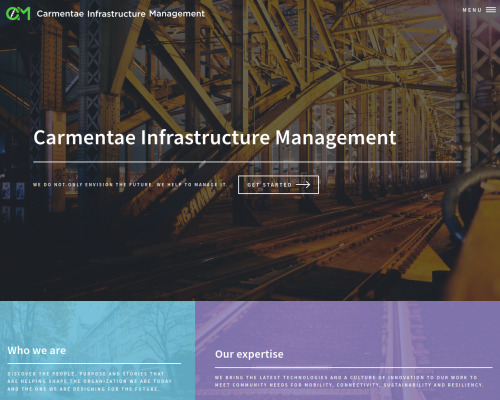 CIM Carmentae Infrastructure Management
MENU
Carmentae Infrastructure Management
WE DO NOT ONLY ENVISION THE FUTURE. WE HELP TO MANAGE IT.
GET STARTED
Who we are
DISCOVER THE PEOPLE, PURPOSE AND STORIES THAT
ARE HELPING SHAPE THE ORGANIZATION WE ARE TODAY
AND THE ONE WE ARE DESIGNING FOR THE FUTURE.
Our expertise
WE BRING THE LATEST TECHNOLOGIES AND A CULTURE OF INNOVATION TO OUR WORK TO
MEET COMMUNITY NEEDS FOR MOBILITY, CONNECTIVITY, SUSTAINABILITY AND RESILIENCY.